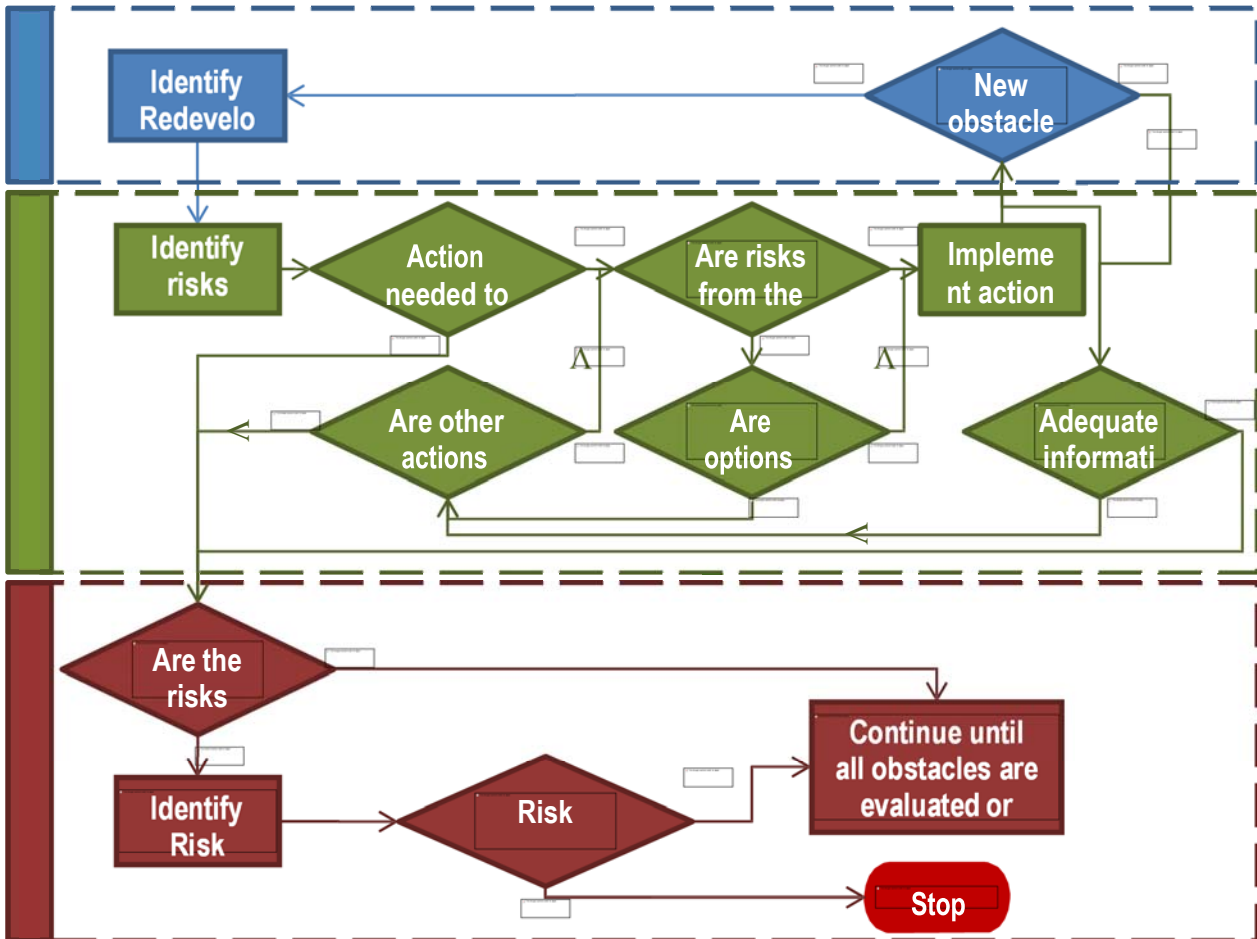 Identify
Redevelo
New
obstacle
Identify
risks
Action
needed to
Are risks
from the
Impleme
nt action
Are other
actions
Are
options
Adequate
informati
Are the
risks
Continue until
all obstacles are
evaluated or
Identify
Risk
Risk
Stop